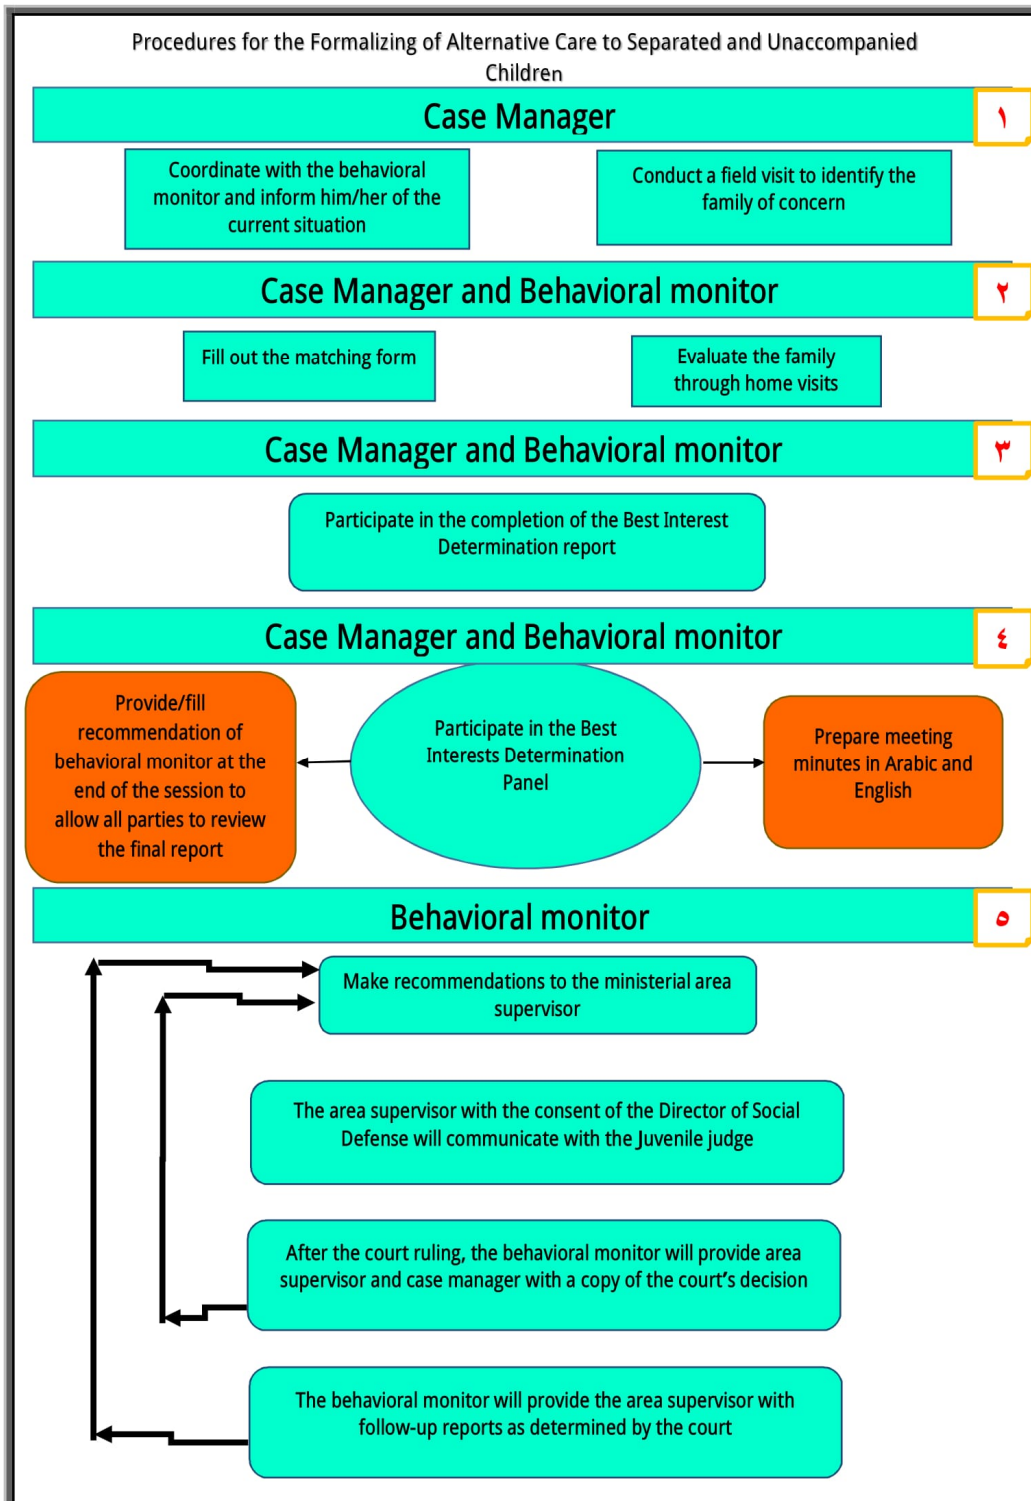 Procedures for the Formalizing of Alternative Care to Separated and Unaccompanied
Children
Case Manager
١
Coordinate with the behavioral
monitor and inform him/her of the
current situation
Conduct a field visit to identify the
family of concern
Case Manager and Behavioral monitor
٢
Fill out the matching form
Evaluate the family
through home visits
Case Manager and Behavioral monitor
٣
Participate in the completion of the Best Interest
Determination report
Case Manager and Behavioral monitor
٤
Provide/fill
recommendation of
behavioral monitor at the
end of the session to
allow all parties to review
the final report
Participate in the Best
Interests Determination
Panel
Prepare meeting
minutes in Arabic and
English
Behavioral monitor
٥
Make recommendations to the ministerial area
supervisor
The area supervisor with the consent of the Director of Social
Defense will communicate with the Juvenile judge
After the court ruling, the behavioral monitor will provide area
supervisor and case manager with a copy of the court’s decision
The behavioral monitor will provide the area supervisor with
follow-up reports as determined by the court